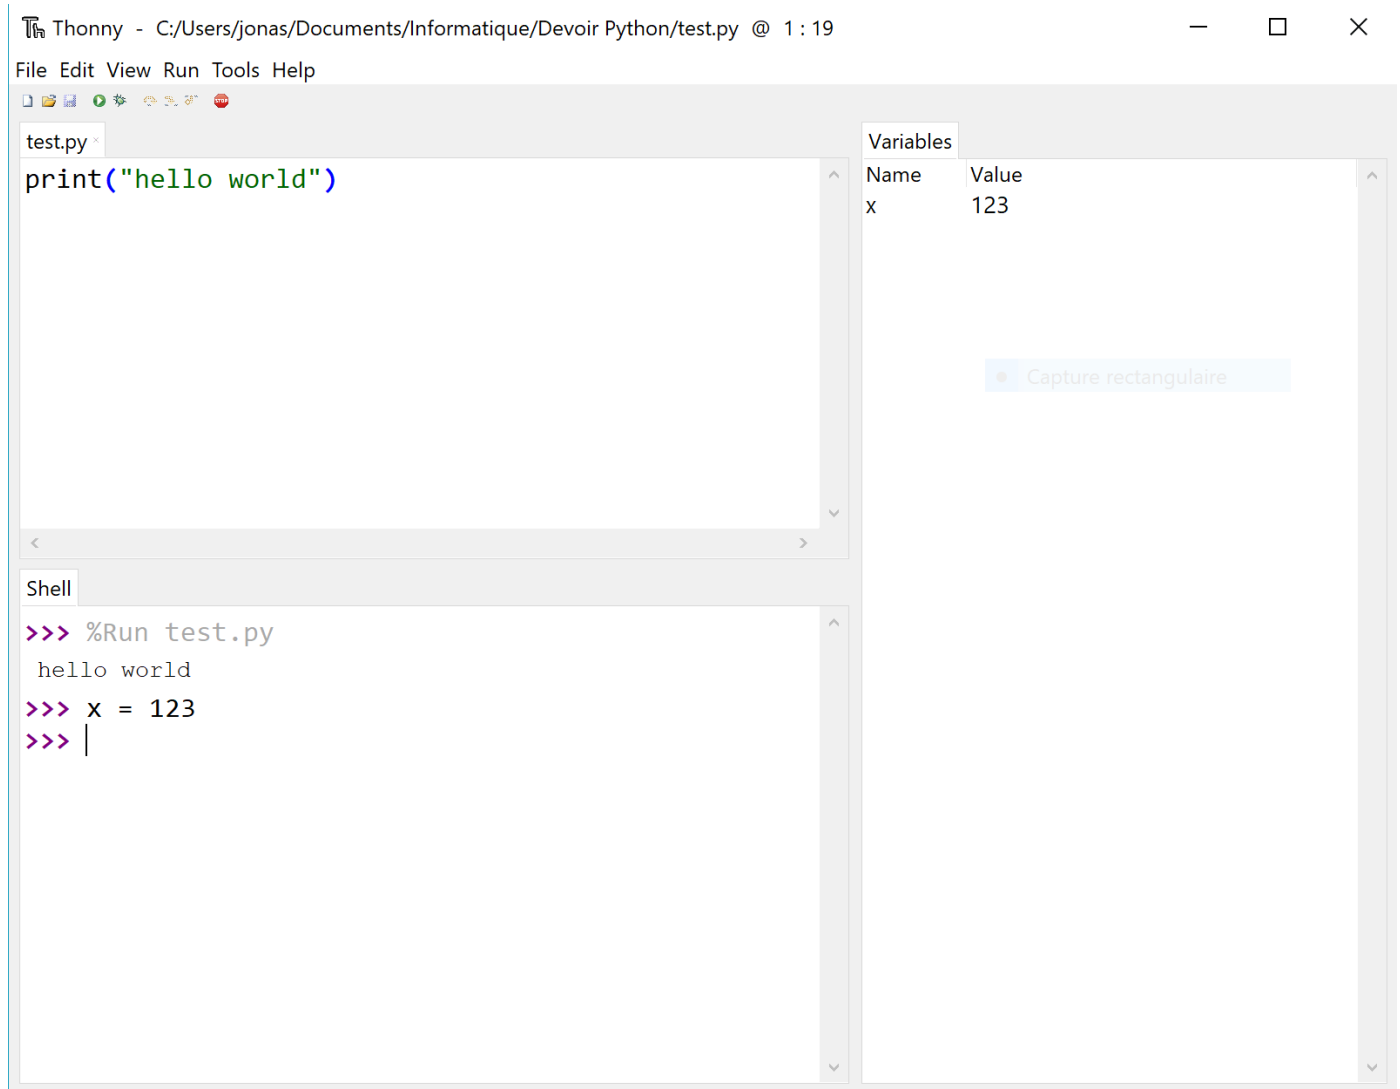 Thonny - C:/Users/jonas/Documents/Informatique/Devoir Python/test.py @ 1 : 19
File Edit View Run Tools Help
STOP
test.py
print("hello world")
Variables
Name Value
x 123
Capture rectangulaire
Shell
>>> %Run test.py
hello world
>>> x = 123
>>>